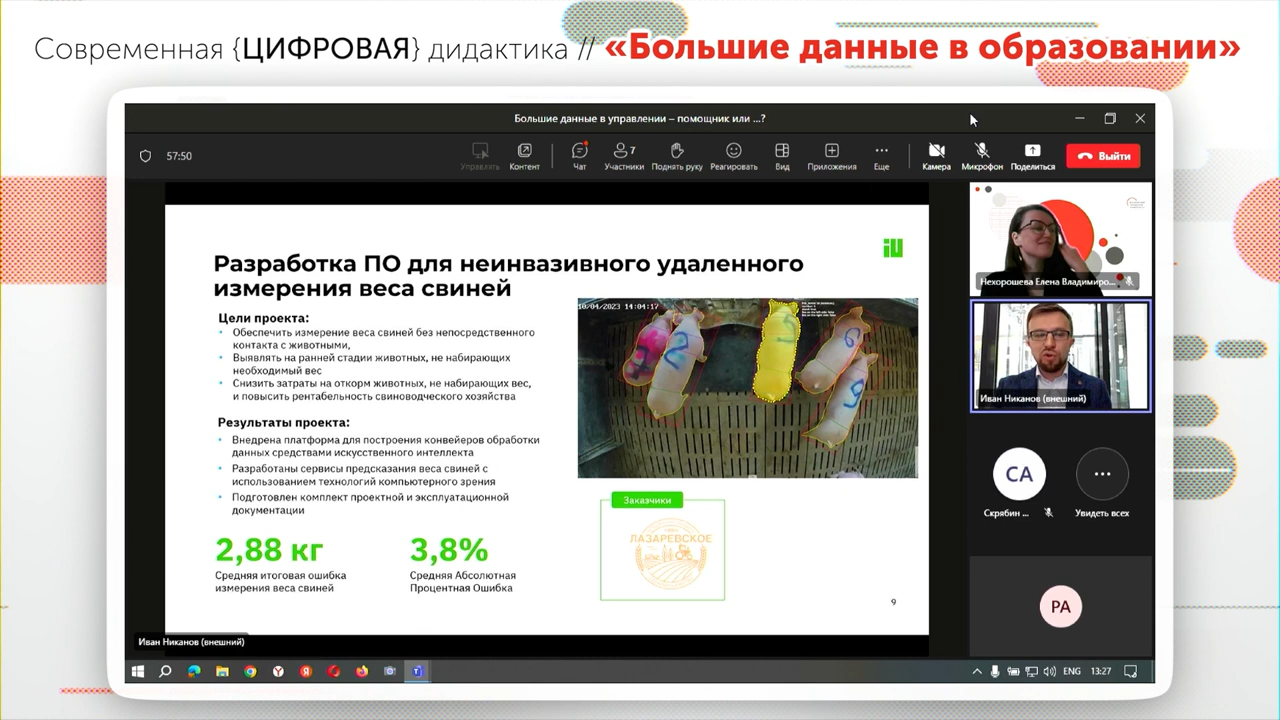 Современная {ЦИФРОВАЯ} дидактика // «Большие данные в образовании»
Большие данные в управлении – помощник или ...?
57:50
Управлять
Контент
Чат
7
Участники
Поднять руку
Реагировать
Вид
Приложения
Еще
Камера
Микрофон
Поделиться
Выйти
Разработка ПО для неинвазивного удаленного
измерения веса свиней
Цели проекта:
Обеспечить измерение веса свиней без непосредственного
контакта с животными,
Выявлять на ранней стадии животных, не набирающих
необходимый вес
Снизить затраты на откорм животных, не набирающих вес,
и повысить рентабельность свиноводческого хозяйства
Результаты проекта:
Внедрена платформа для построения конвейеров обработки
данных средствами искусственного интеллекта
Разработаны сервисы предсказания веса свиней с
использованием технологий компьютерного зрения
Подготовлен комплект проектной и эксплуатационной
документации
2,88 кг
Средняя итоговая ошибка
измерения веса свиней
3,8%
Средняя Абсолютная
Процентная Ошибка
10/04/2023 14:04:17
2
6
Заказчики
ЛАЗАРЕВСКОЕ
9
Нехорошева Елена Владимиро...
Иван Никанов (внешний)
СА
Скрябин ...
Увидеть всех
РА
Иван Никанов (внешний)
ENG
13:27